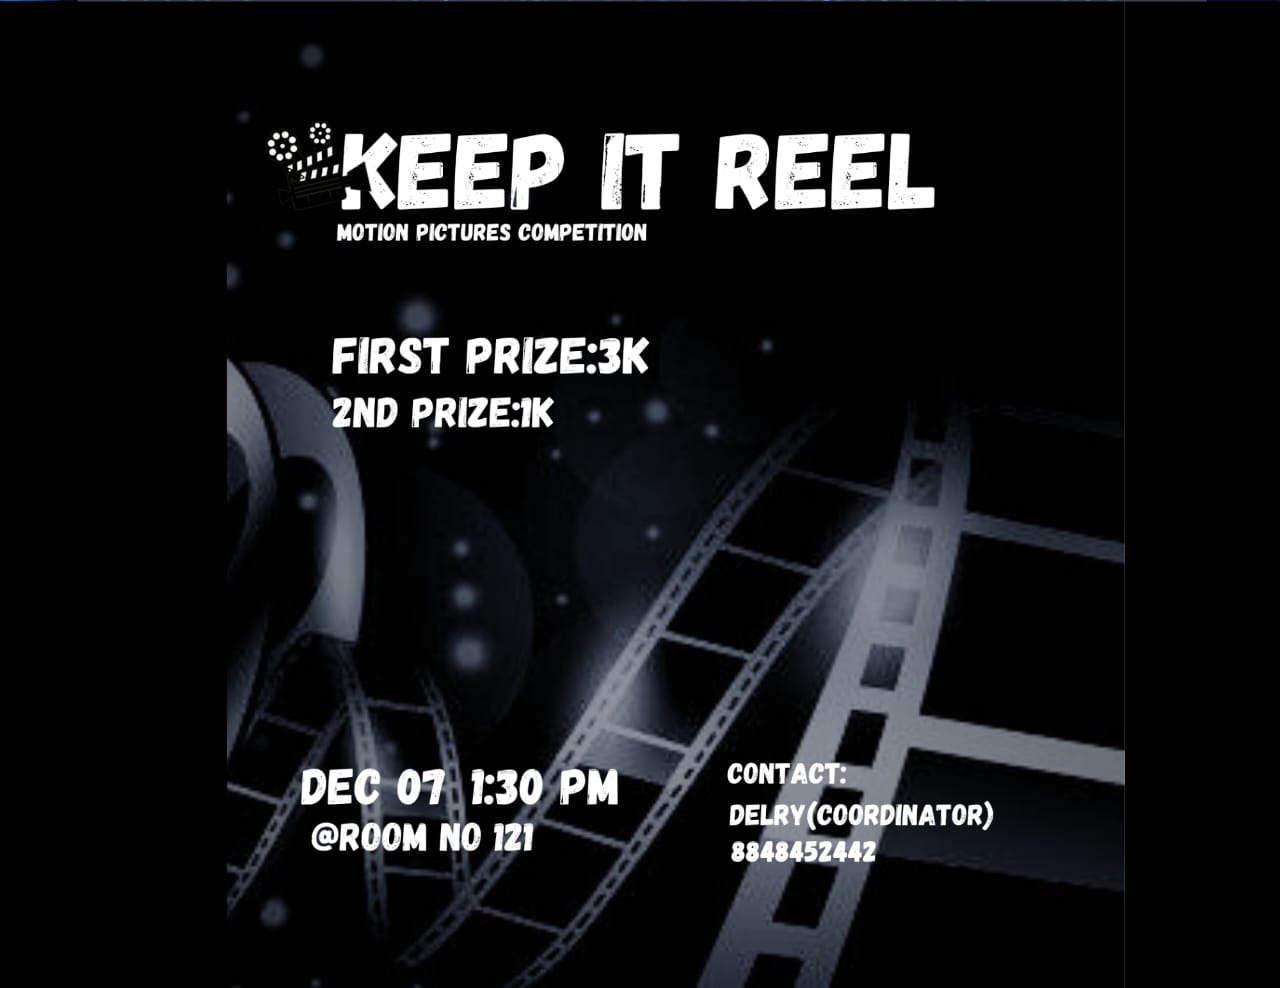 KEEP IT REEL
MOTION PICTURES COMPETITION
FIRST PRIZE:3K
2ND PRIZE:1K
DEC 07 1:30 PM
@ROOM NO 121
CONTACT:
DELRY(COORDINATOR)
8848452442